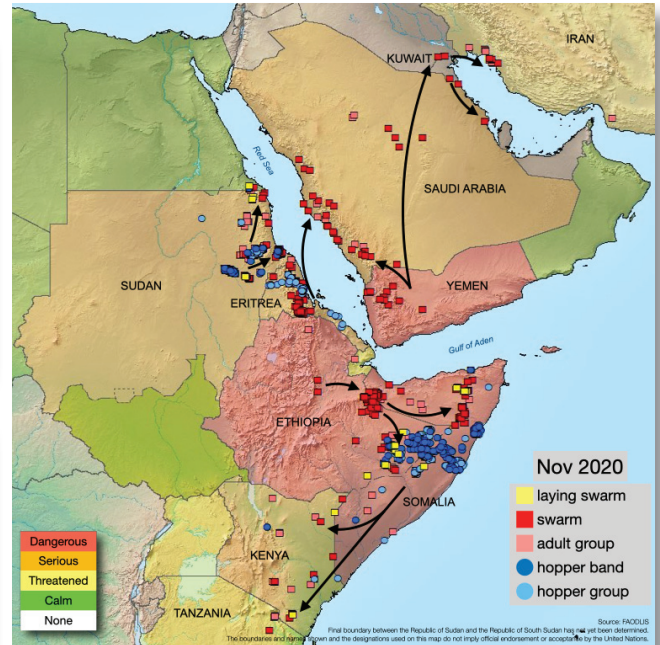 IRAN
KUWAIT
Red Sea
SAUDI ARABIA
SUDAN
ERITREA
YEMEN
Gulf of Aden
ETHIOPIA
SOMALIA
KENYA
TANZANIA
Nov 2020
laying swarm
swarm
adult group
hopper band
hopper group
Dangerous
Serious
Threatened
Calm
None
Source: FAODLIS
Final boundary between the Republic of Sudan and the Republic of South Sudan has not yet been determined.
The boundaries and names shown and the designations used on this map do not imply official endorsement or acceptance by the United Nations.